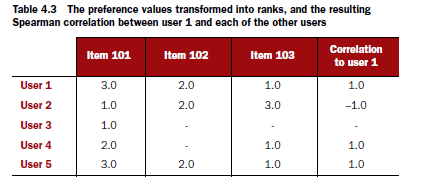 Table 4.3 The preference values transformed into ranks, and the resulting
Spearman correlation between user 1 and each of the other users
Item 101 Item 102 Item 103 Correlation
to user 1
User 1 3.0 2.0 1.0 1.0
User 2 1.0 2.0 3.0 –1.0
User 3 1.0 - - -
User 4 2.0 - 1.0 1.0
User 5 3.0 2.0 1.0 1.0